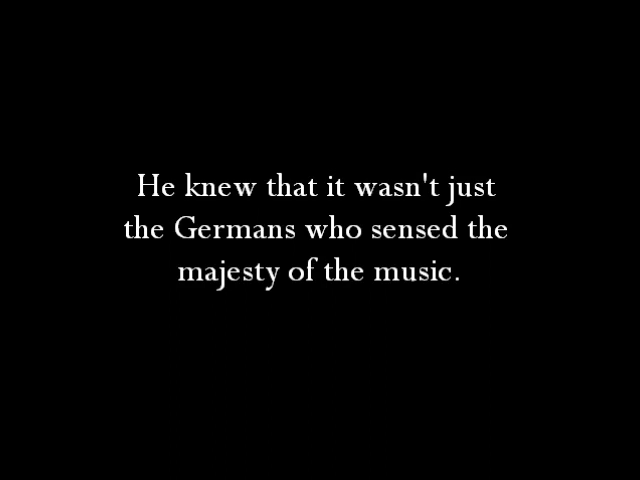 He knew that it wasn't just
the Germans who sensed the
majesty of the music.